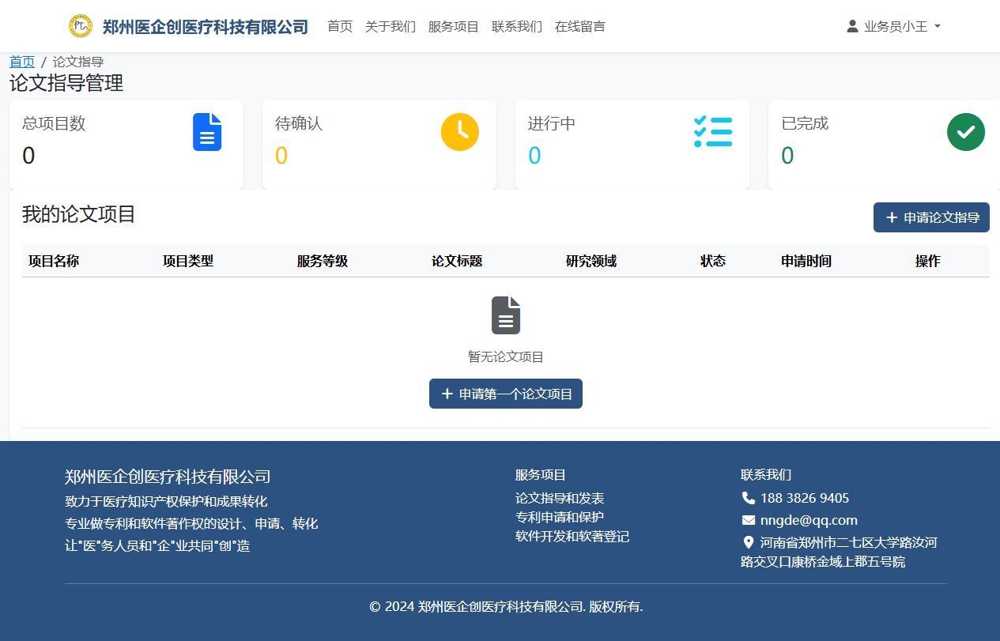 郑州医企创医疗科技有限公司 首页 关于我们 服务项目 联系我们 在线留言 业务员小王
首页 / 论文指导
论文指导管理
总项目数
0
待确认
0
进行中
0
已完成
0
我的论文项目
申请论文指导
项目名称 项目类型 服务等级 论文标题 研究领域 状态 申请时间 操作
暂无论文项目
申请第一个论文项目
郑州医企创医疗科技有限公司
致力于医疗知识产权保护和成果转化
专业做专利和软件著作权的设计、申请、转化
让"医"务人员和"企"业共同"创"造
服务项目
论文指导和发表
专利申请和保护
软件开发和软著登记
联系我们
188 3826 9405
nngde@qq.com
河南省郑州市二七区大学路汝河
路交叉口康桥金域上郡五号院
© 2024 郑州医企创医疗科技有限公司. 版权所有.